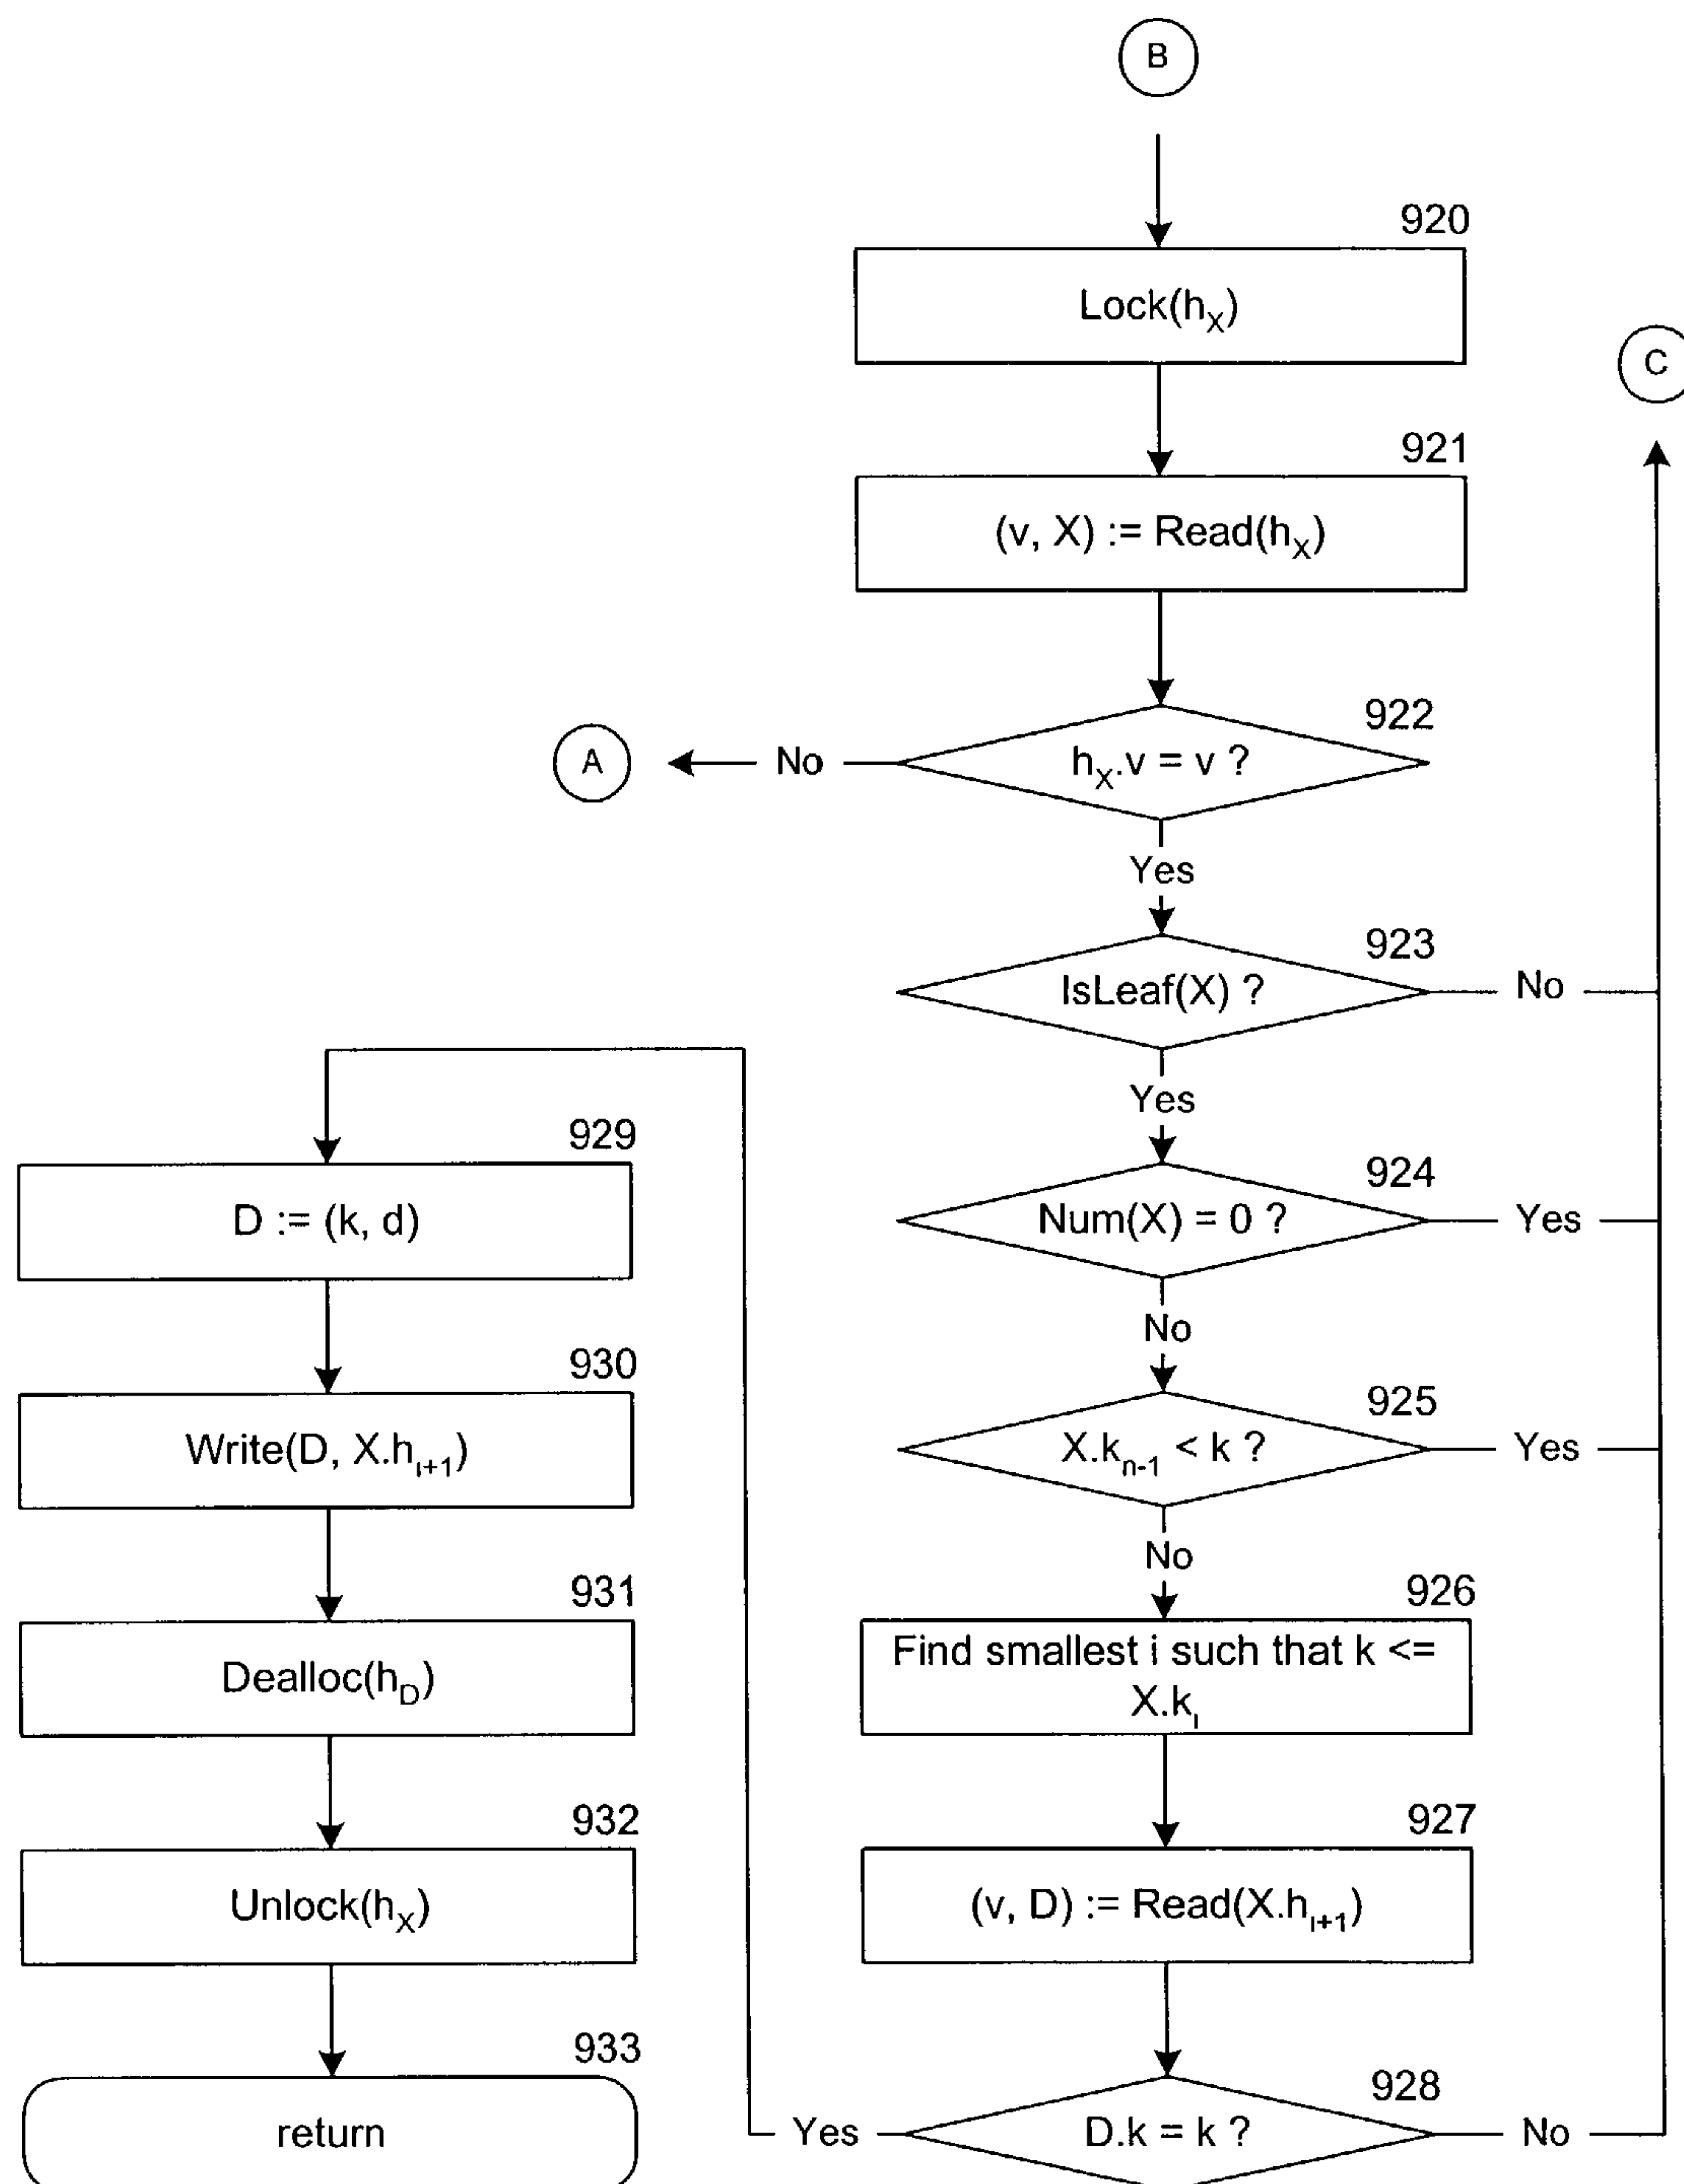 B
920
Lock(hX)
C
921
(v, X) := Read(hX)
922
A
No
hX.v = v ?
Yes
923
IsLeaf(X) ?
No
Yes
929
924
D := (k, d)
Num(X) = 0 ?
Yes
No
930
925
Write(D, X.hi+1)
X.kn-1 < k ?
Yes
No
931
926
Dealloc(hD)
Find smallest i such that k <=
X.ki
932
927
Unlock(hX)
(v, D) := Read(X.hi+1)
933
928
return
Yes
D.k = k ?
No